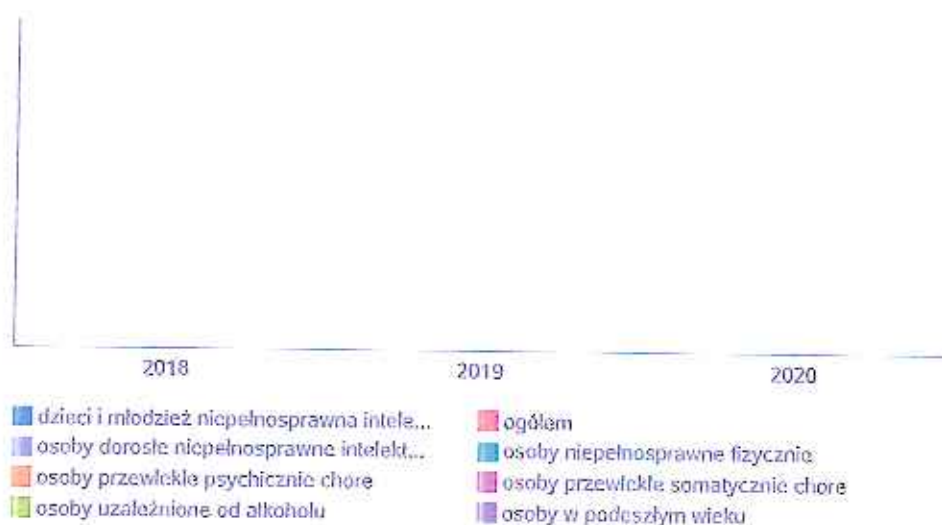 2018 2019 2020
dzieci i młodzież niepełnosprawna intele...
osoby dorosłe niepełnosprawne intelekt...
osoby przewlekle psychicznie chore
osoby uzależnione od alkoholu
ogółem
osoby niepełnosprawne fizycznie
osoby przewlekle somatycznie chore
osoby w podeszłym wieku